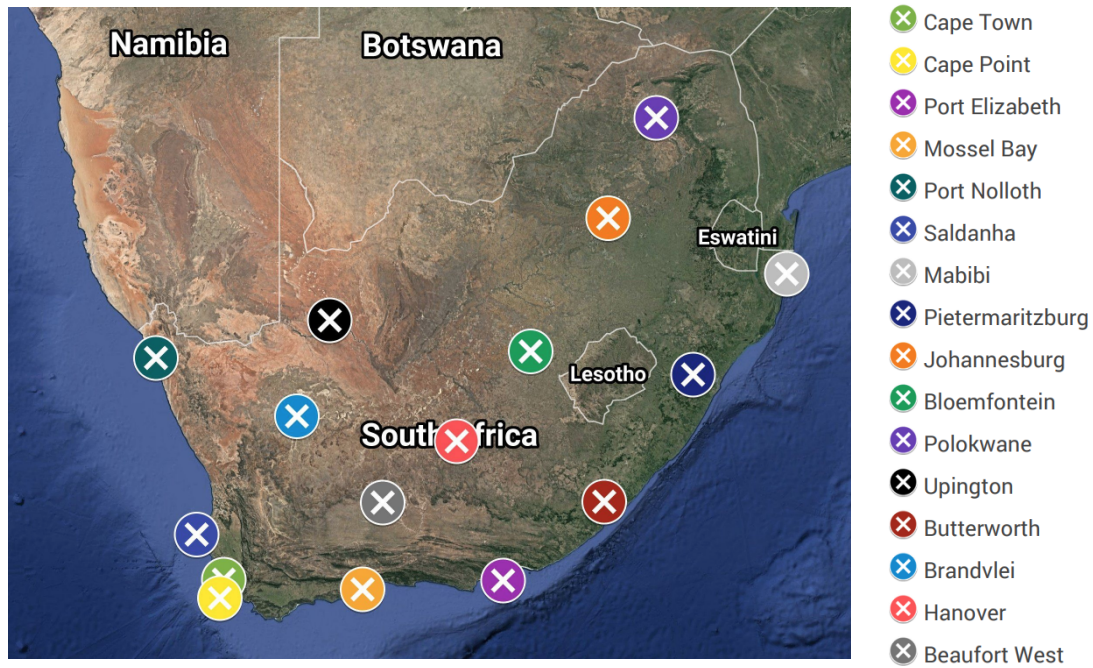 Namibia
Botswana
Eswatini
Lesotho
South frica
Cape Town
Cape Point
Port Elizabeth
Mossel Bay
Port Nolloth
Saldanha
Mabibi
Pietermaritzburg
Johannesburg
Bloemfontein
Polokwane
Upington
Butterworth
Brandvlei
Hanover
Beaufort West